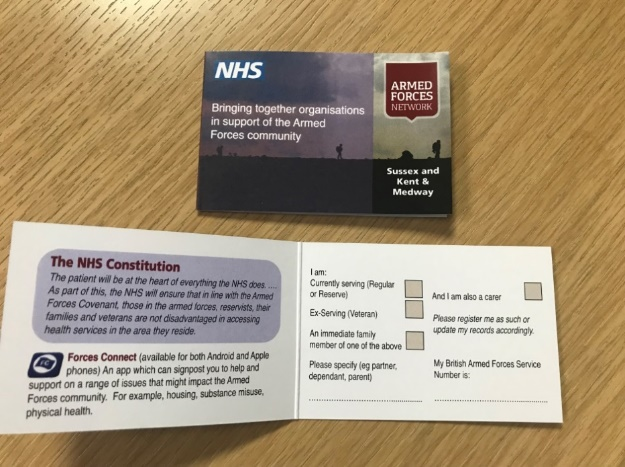 NHS
Bringing together organisations
in support of the Armed
Forces community
ARMED
FORCES
NETWORK
Sussex and
Kent &
Medway
The NHS Constitution
The patient will be at the heart of everything the NHS does. ....
As part of this, the NHS will ensure that in line with the Armed
Forces Covenant, those in the armed forces, reservists, their
families and veterans are not disadvantaged in accessing
health services in the area they reside.
Forces Connect (available for both Android and Apple
phones) An app which can signpost you to help and
support on a range of issues that might impact the Armed
Forces community. For example, housing, substance misuse,
physical health.
I am:
Currently serving (Regular
or Reserve)
Ex-Serving (Veteran)
An immediate family
member of one of the above
Please specify (eg partner,
dependant, parent)
And I am also a carer
Please register me as such or
update my records accordingly.
My British Armed Forces Service
Number is: